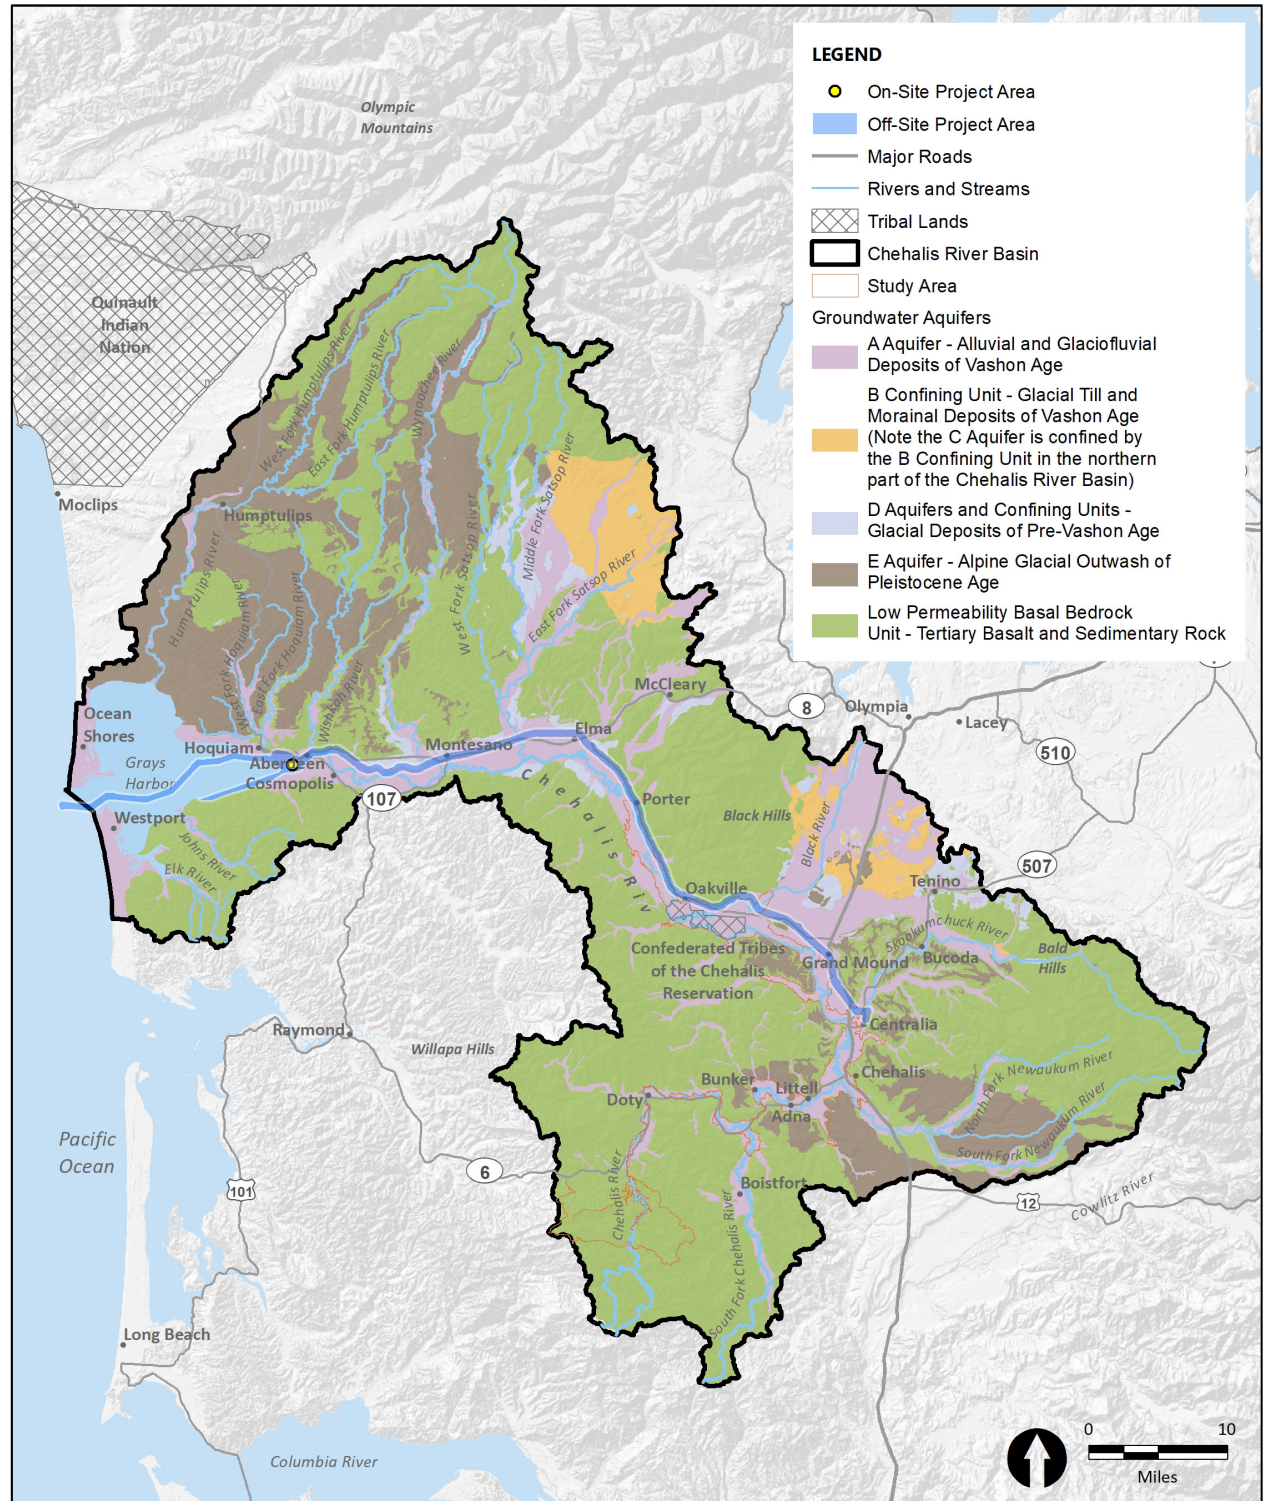 LEGEND
On-Site Project Area
Off-Site Project Area
Major Roads
Rivers and Streams
Tribal Lands
Chehalis River Basin
Study Area
Groundwater Aquifers
A Aquifer - Alluvial and Glaciofluvial
Deposits of Vashon Age
B Confining Unit - Glacial Till and
Morainal Deposits of Vashon Age
(Note the C Aquifer is confined by
the B Confining Unit in the northern
part of the Chehalis River Basin)
D Aquifers and Confining Units -
Glacial Deposits of Pre-Vashon Age
E Aquifer - Alpine Glacial Outwash of
Pleistocene Age
Low Permeability Basal Bedrock
Unit - Tertiary Basalt and Sedimentary Rock
Olympic
Mountains
Quinault
Indian
Nation
Moclips
West Fork Humptulips River
East Fork Humptulips River
Wynoochee River
Humptulips
Humptulips River
West Fork Hoquiam River
East Fork Hoquiam River
Wishkah River
West Fork Satsop River
Middle Fork Satsop River
East Fork Satsop River
McCleary
8
Olympia
Lacey
510
Ocean
Shores
Hoquiam
Grays
Harbor
Aberdeen
Cosmopolis
Montesano
Elma
107
Westport
Johns River
Elk River
Chehalis Riv
Porter
Black Hills
Black River
507
Tenino
Oakville
Skookumchuck River
Confederated Tribes
of the Chehalis
Reservation
Grand Mound
Bucoda
Bald
Hills
Centralia
Raymond
Willapa Hills
Chehalis
North Fork Newaukum River
Bunker
Littell
Doty
Adna
South Fork Newaukum River
Pacific
Ocean
6
101
Chehalis River
Boistfort
South Fork Chehalis River
12
Cowlitz River
Long Beach
Columbia River
0
10
Miles